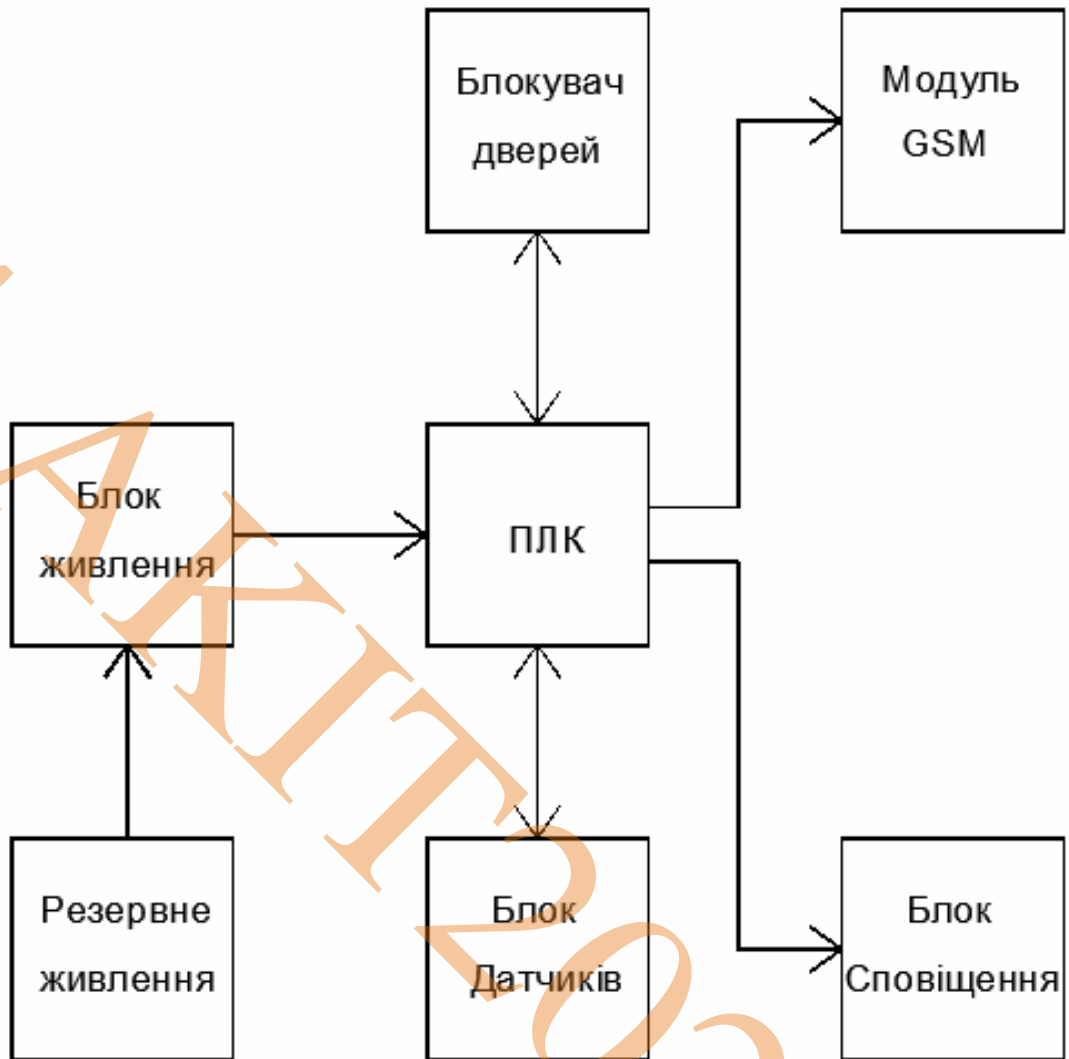 Блокувач
дверей
Модуль
GSM
Блок
живлення
ПЛК
Резервне
живлення
Блок
Датчиків
Блок
Сповіщення